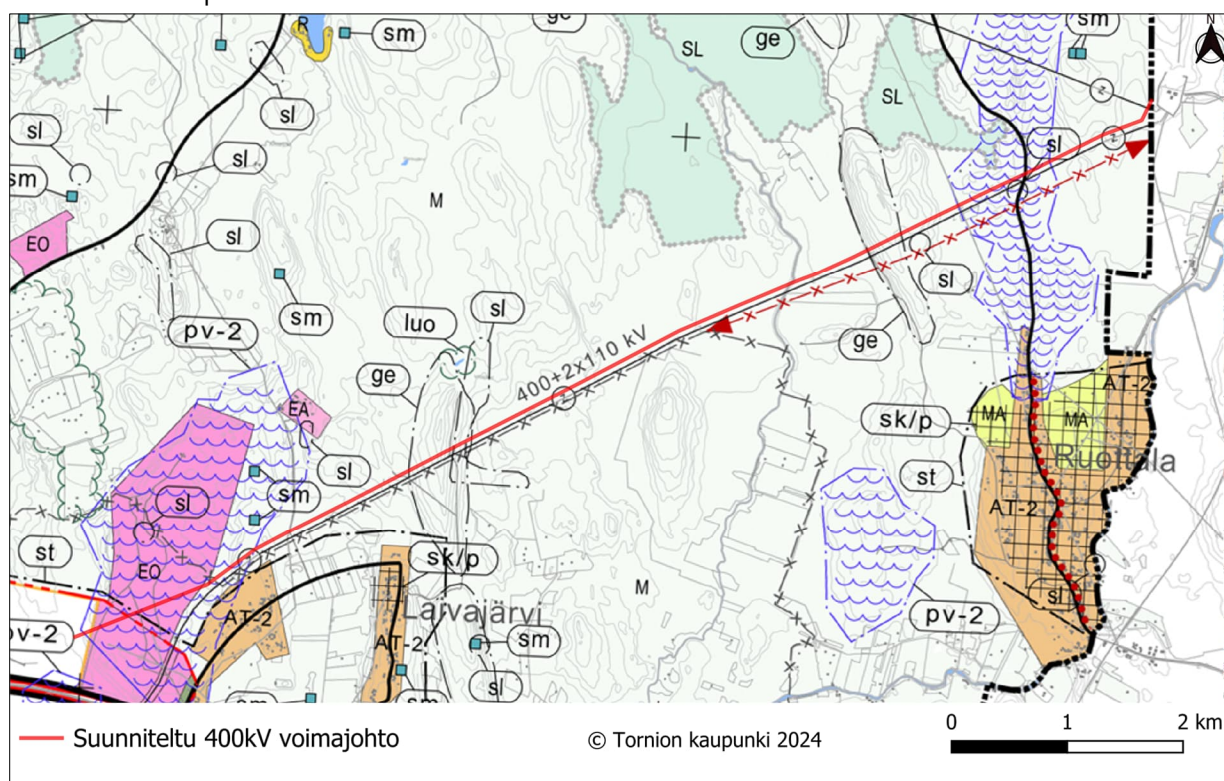 ge
sm
N
R
sm
ge
SL
SL
sl
z
sl
sl
z
sl
sm
M
EO
sl
sl
pv-2
sm
luo
sl
ge
400+2x110 kV
z
ge
EA
sk/p
MA
MA
AT-2
Ruottala
sl
sm
sl
sm
st
AT-2
st
EO
sk/p
M
sl
Laivajärvi
AT-2
AT-2
sm
pv-2
pv-2
sl
sm
sm
Suunniteltu 400kV voimajohto
© Tornion kaupunki 2024
0 1 2 km